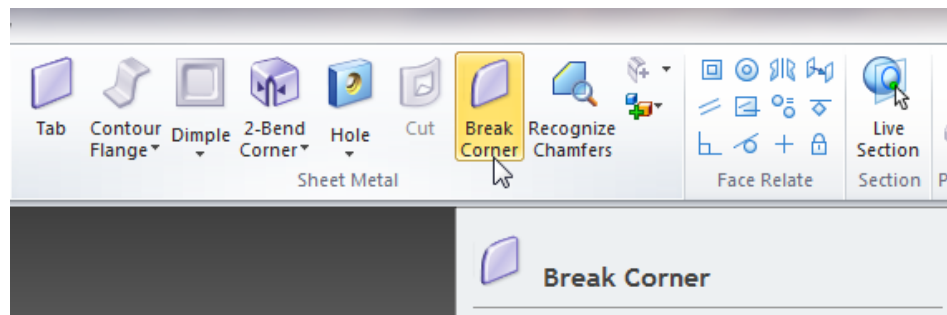 Tab
Contour
Flange
Dimple
2-Bend
Corner
Hole
Cut
Break
Corner
Recognize
Chamfers
Live
Section
Sheet Metal
Face Relate
Section
P
Break Corner